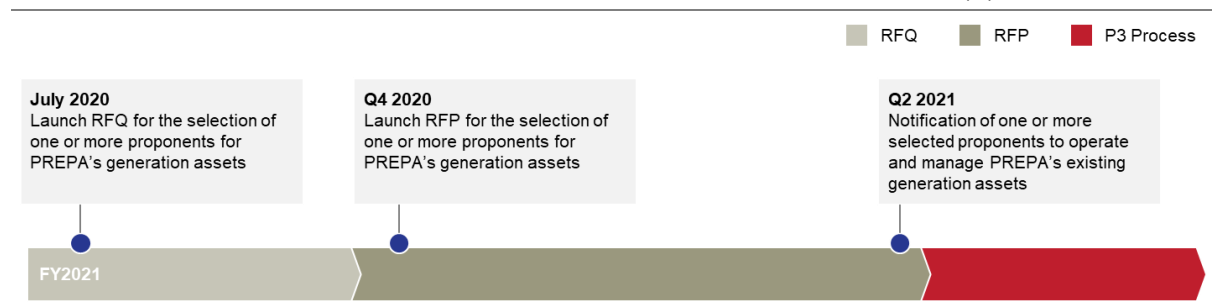 RFQ RFP P3 Process
July 2020
Launch RFQ for the selection of
one or more proponents for
PREPA's generation assets
Q4 2020
Launch RFP for the selection of
one or more proponents for
PREPA's generation assets
Q2 2021
Notification of one or more
selected proponents to operate
and manage PREPA's existing
generation assets
FY2021